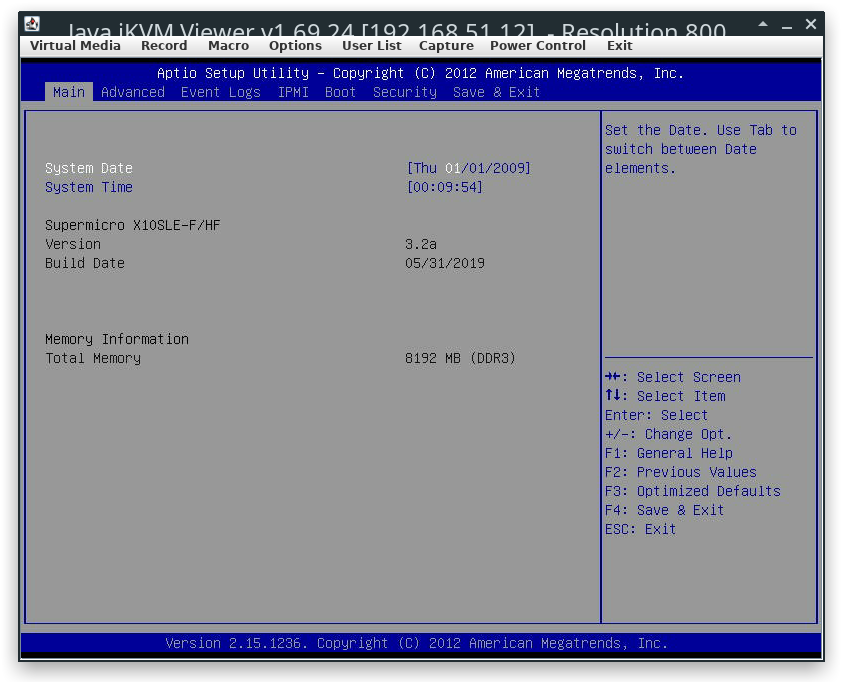 Java iKVM Viewer v1.69.24 [192.168.51.12] - Resolution 800
Virtual Media Record Macro Options User List Capture Power Control Exit
Aptio Setup Utility – Copyright (C) 2012 American Megatrends, Inc.
Main Advanced Event Logs IPMI Boot Security Save & Exit
System Date [Thu 01/01/2009]
System Time [00:09:54]
Supermicro X10SLE-F/HF
Version 3.2a
Build Date 05/31/2019
Memory Information
Total Memory 8192 MB (DDR3)
Set the Date. Use Tab to
switch between Date
elements.
→←: Select Screen
↑↓: Select Item
Enter: Select
+/-: Change Opt.
F1: General Help
F2: Previous Values
F3: Optimized Defaults
F4: Save & Exit
ESC: Exit
Version 2.15.1236. Copyright (C) 2012 American Megatrends, Inc.